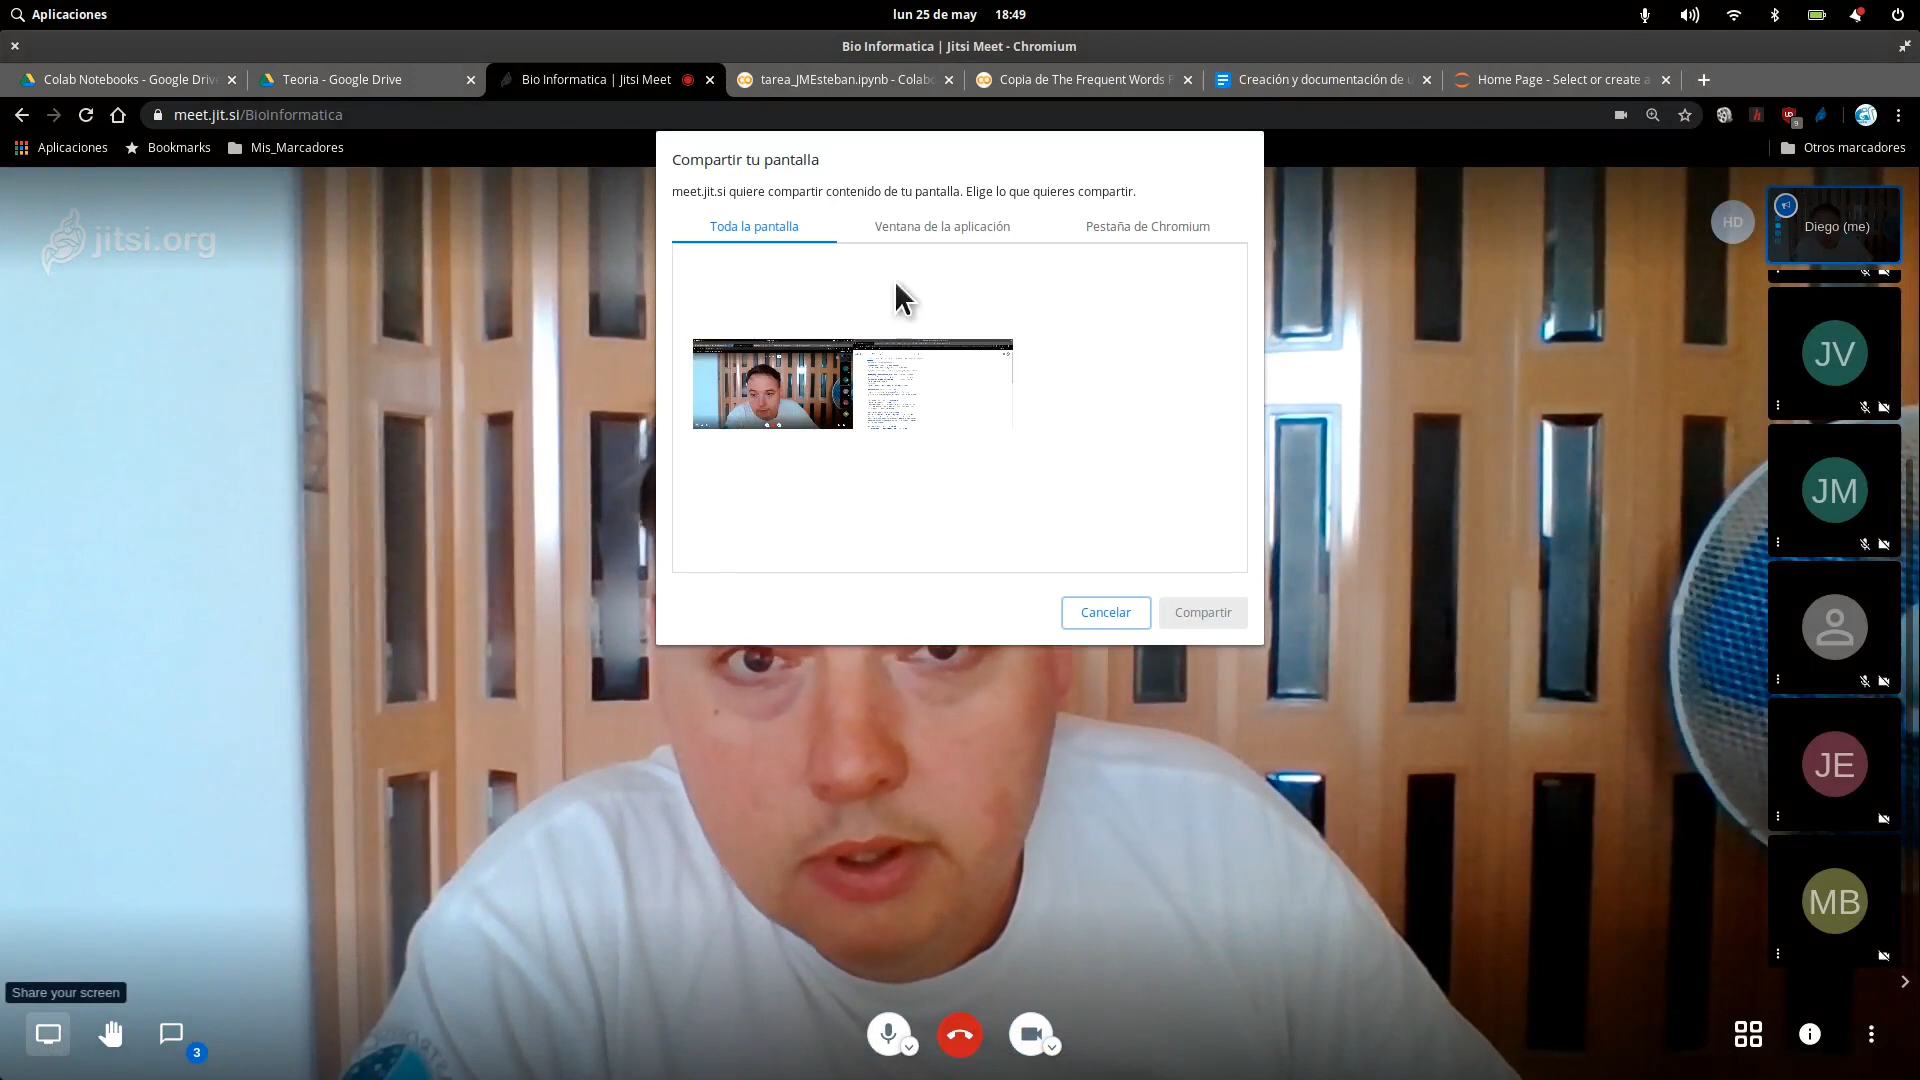 Aplicaciones
lun 25 de may 18:49
Bio Informatica | Jitsi Meet - Chromium
Colab Notebooks - Google Driv
Teoria - Google Drive
Bio Informatica | Jitsi Meet
tarea_JMEsteban.ipynb - Colab
Copia de The Frequent Words P
Creación y documentación de u
Home Page - Select or create a
meet.jit.si/BioInformatica
9
Aplicaciones
Bookmarks
Mis_Marcadores
Otros marcadores
Compartir tu pantalla
meet.jit.si quiere compartir contenido de tu pantalla. Elige lo que quieres compartir.
Toda la pantalla
Ventana de la aplicación
Pestaña de Chromium
Cancelar
Compartir
jitsi.org
HD
Diego (me)
JV
JM
JE
MB
Share your screen
3